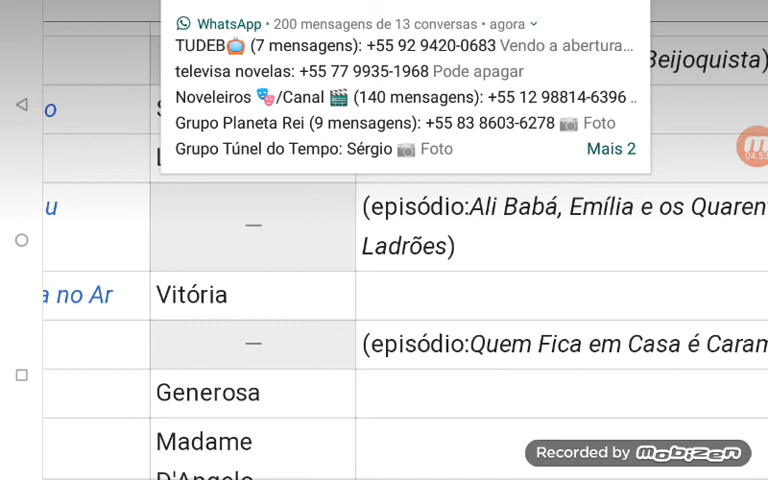 WhatsApp • 200 mensagens de 13 conversas • agora
TUDEB📺 (7 mensagens): +55 92 9420-0683 Vendo a abertura...
televisa novelas: +55 77 9935-1968 Pode apagar
Noveleiros 🎭/Canal 🎬 (140 mensagens): +55 12 98814-6396 ..
Grupo Planeta Rei (9 mensagens): +55 83 8603-6278 📷 Foto
Grupo Túnel do Tempo: Sérgio 📷 Foto Mais 2
Beijoquista)
o
04:53
u — (episódio:Ali Babá, Emília e os Quaren
Ladrões)
a no Ar Vitória
— (episódio:Quem Fica em Casa é Caram
Generosa
Madame
D'Angelo
Recorded by mobizen